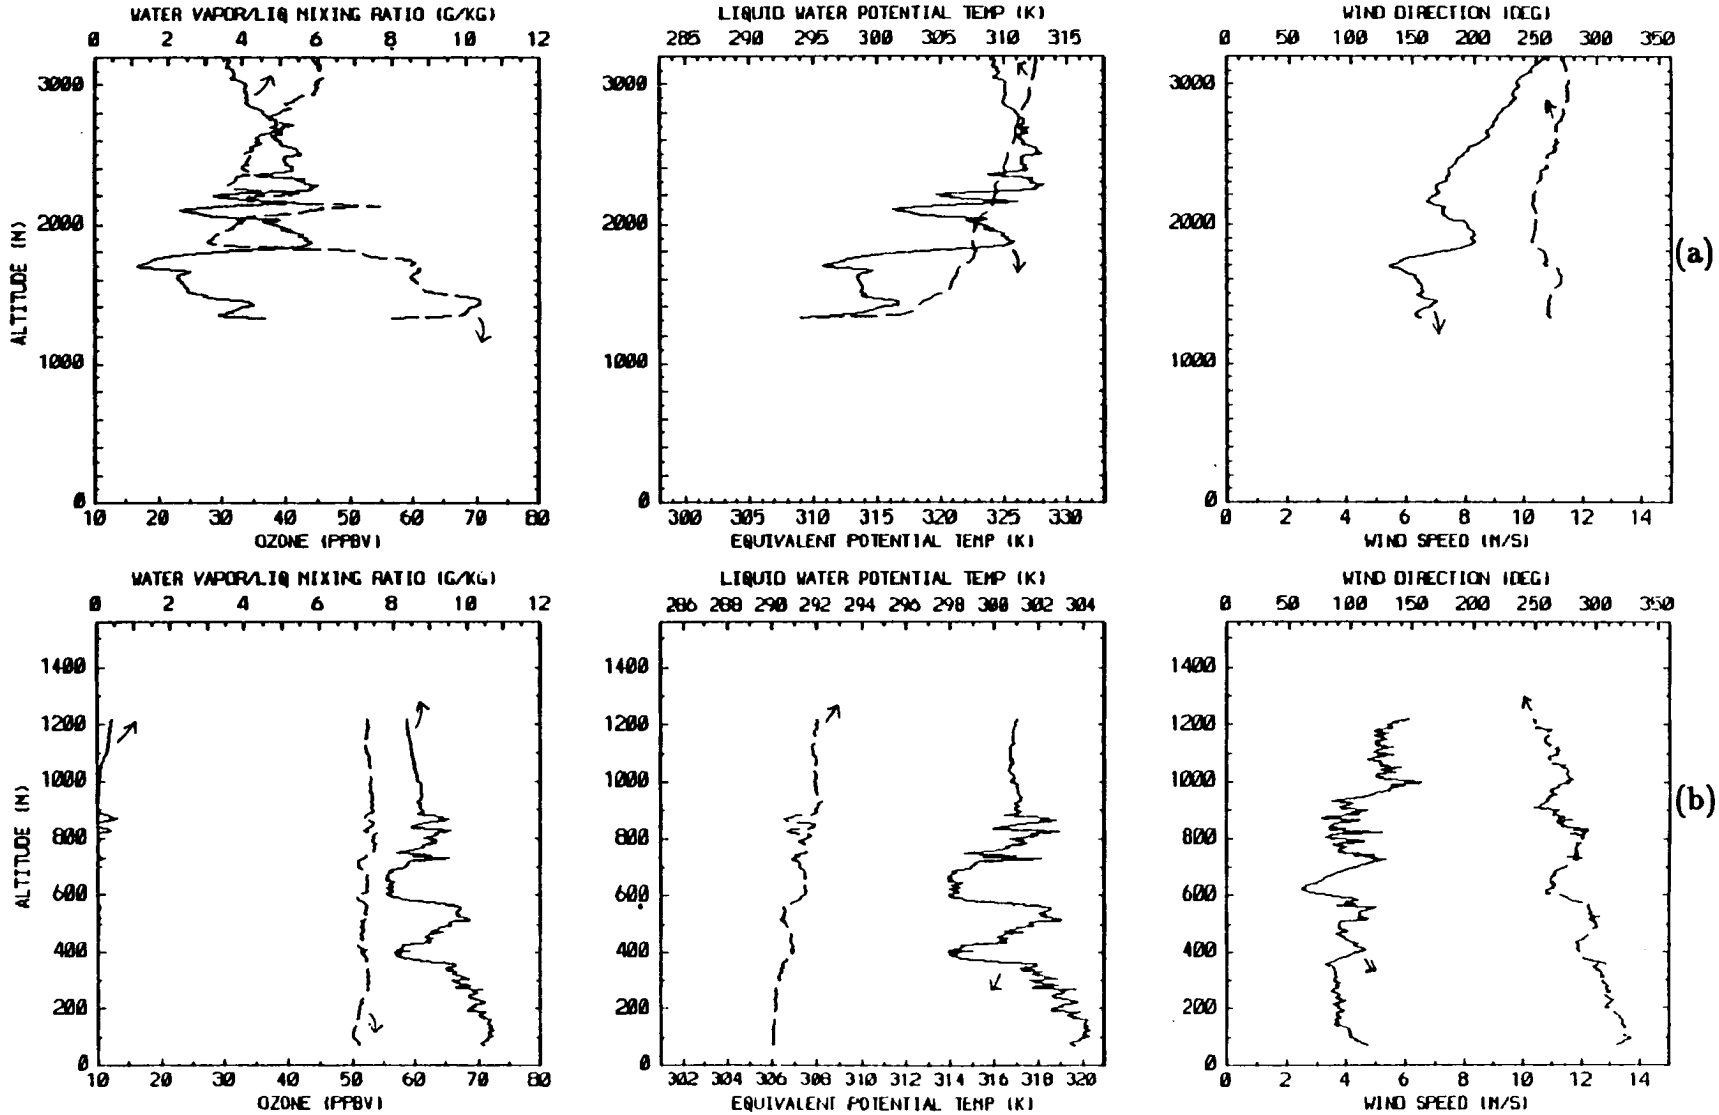 WATER VAPOR/LIQ MIXING RATIO (G/KG)
0 2 4 6 8 10 12
3000
2000
1000
0
ALTITUDE (M)
10 20 30 40 50 60 70 80
OZONE (PPBV)
LIQUID WATER POTENTIAL TEMP (K)
285 290 295 300 305 310 315
3000
2000
1000
0
300 305 310 315 320 325 330
EQUIVALENT POTENTIAL TEMP (K)
WIND DIRECTION (DEG)
0 50 100 150 200 250 300 350
3000
2000
1000
0
0 2 4 6 8 10 12 14
WIND SPEED (M/S)
(a)
WATER VAPOR/LIQ MIXING RATIO (G/KG)
0 2 4 6 8 10 12
1400
1200
1000
800
600
400
200
0
ALTITUDE (M)
10 20 30 40 50 60 70 80
OZONE (PPBV)
LIQUID WATER POTENTIAL TEMP (K)
286 288 290 292 294 296 298 300 302 304
1400
1200
1000
800
600
400
200
0
302 304 306 308 310 312 314 316 318 320
EQUIVALENT POTENTIAL TEMP (K)
WIND DIRECTION (DEG)
0 50 100 150 200 250 300 350
1400
1200
1000
800
600
400
200
0
0 2 4 6 8 10 12 14
WIND SPEED (M/S)
(b)